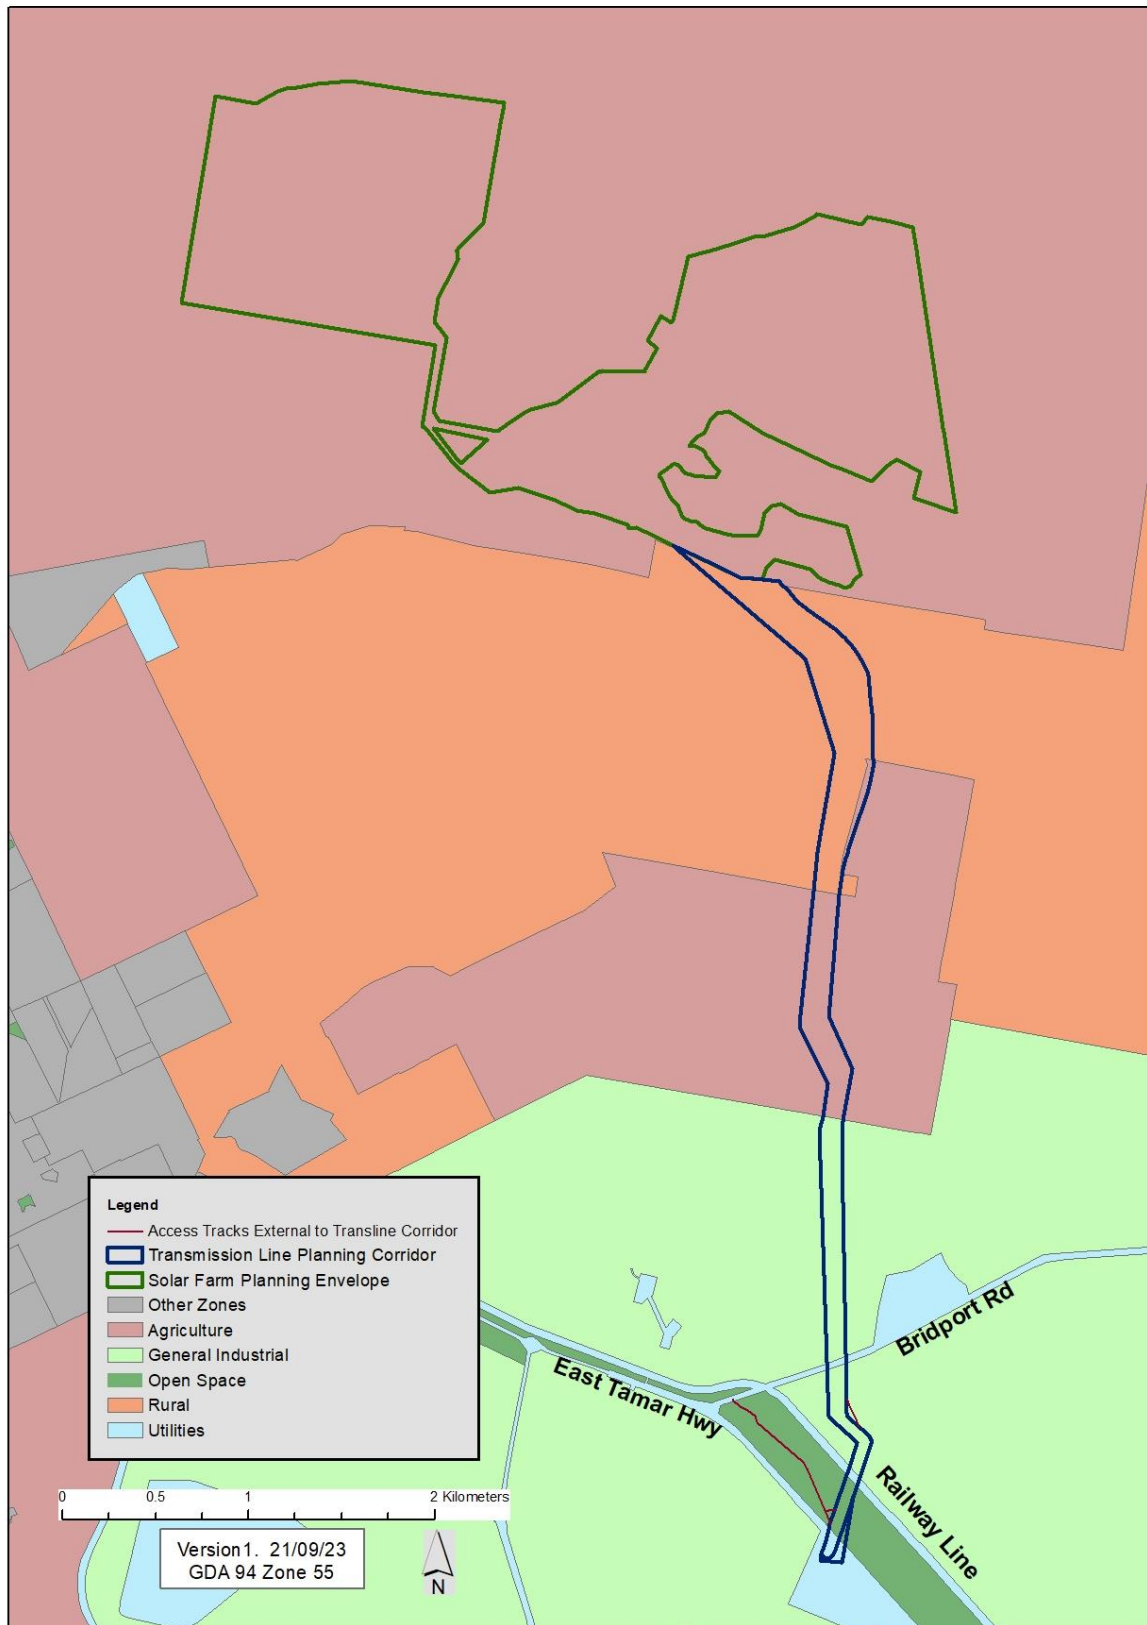 Legend
Access Tracks External to Transline Corridor
Transmission Line Planning Corridor
Solar Farm Planning Envelope
Other Zones
Agriculture
General Industrial
Open Space
Rural
Utilities
Bridport Rd
East Tamar Hwy
Railway Line
0 0.5 1 2 Kilometers
Version1. 21/09/23
GDA 94 Zone 55
N